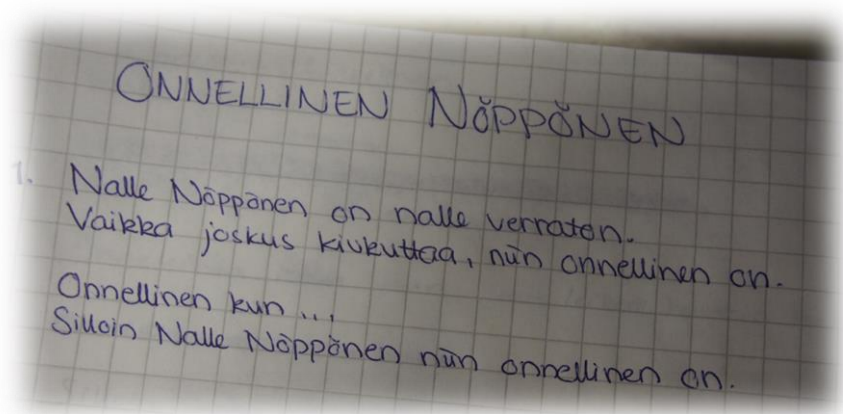 ONNELLINEN NÖPPÖNEN
1. Nalle Nöppönen on nalle verraton.
Vaikka joskus kiukuttaa, niin onnellinen on.
Onnellinen kun...
Silloin Nalle Nöppönen niin onnellinen on.